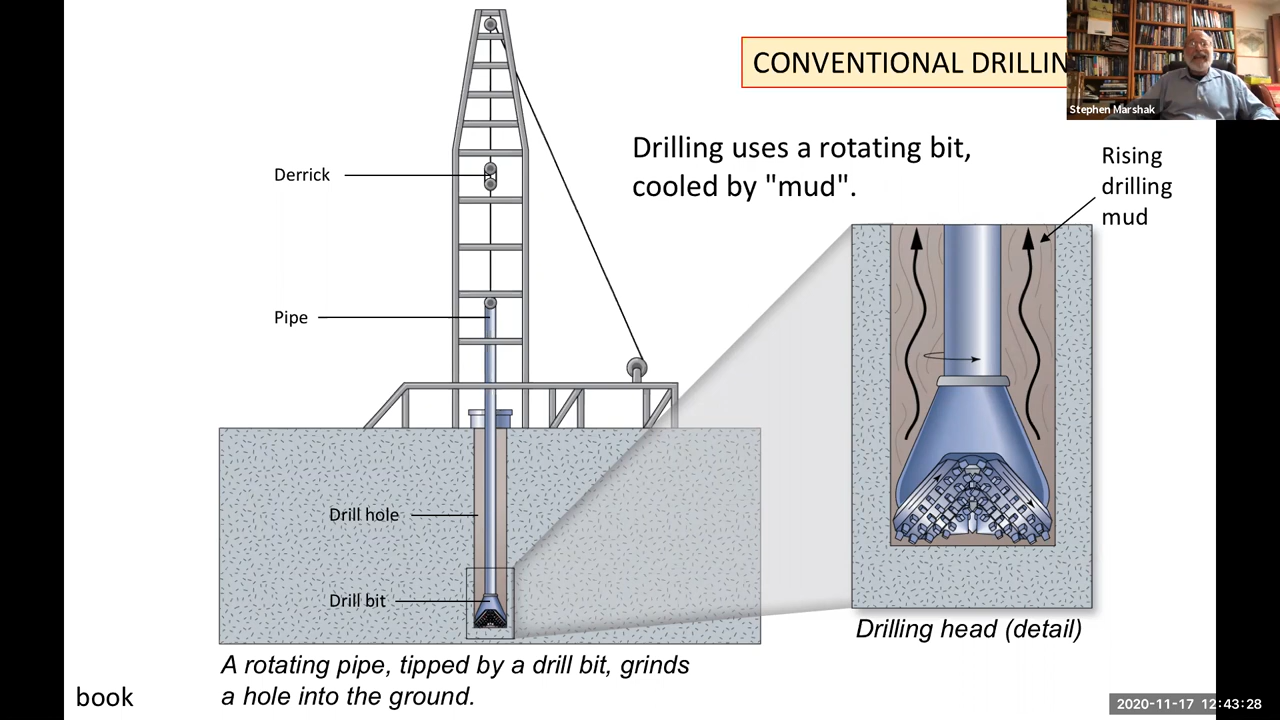 CONVENTIONAL DRILLIN
Stephen Marshak
Drilling uses a rotating bit,
cooled by "mud".
Rising
drilling
mud
Derrick
Pipe
Drill hole
Drill bit
Drilling head (detail)
A rotating pipe, tipped by a drill bit, grinds
a hole into the ground.
book
2020-11-17 12:43:28